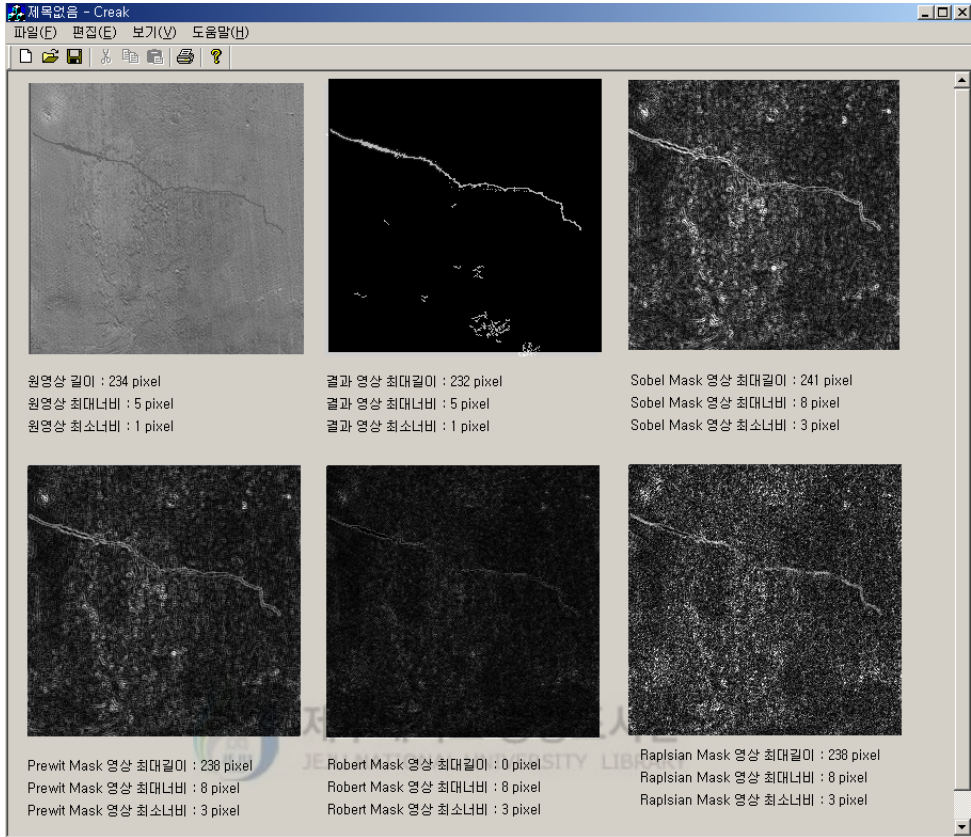 제목없음 - Creak
파일(F) 편집(E) 보기(V) 도움말(H)
원영상 길이 : 234 pixel
원영상 최대너비 : 5 pixel
원영상 최소너비 : 1 pixel
결과 영상 최대길이 : 232 pixel
결과 영상 최대너비 : 5 pixel
결과 영상 최소너비 : 1 pixel
Sobel Mask 영상 최대길이 : 241 pixel
Sobel Mask 영상 최대너비 : 8 pixel
Sobel Mask 영상 최소너비 : 3 pixel
Prewit Mask 영상 최대길이 : 238 pixel
Prewit Mask 영상 최대너비 : 8 pixel
Prewit Mask 영상 최소너비 : 3 pixel
Robert Mask 영상 최대길이 : 0 pixel
Robert Mask 영상 최대너비 : 8 pixel
Robert Mask 영상 최소너비 : 3 pixel
Raplsian Mask 영상 최대길이 : 238 pixel
Raplsian Mask 영상 최대너비 : 8 pixel
Raplsian Mask 영상 최소너비 : 3 pixel
JEJU NATIONAL UNIVERSITY LIBRARY